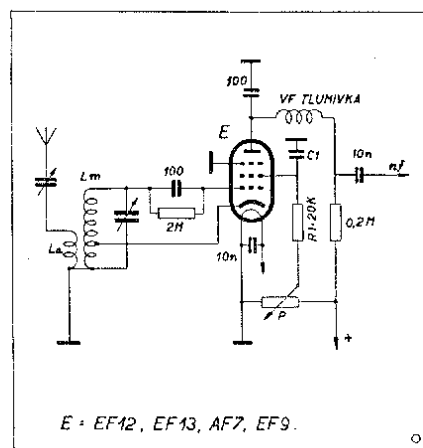 100
VF TLUMIVKA
E
C1
10n
nf
Lm
100
2M
R1-20K
0,2M
La
10n
P
+
E = EF12, EF13, AF7, EF9.